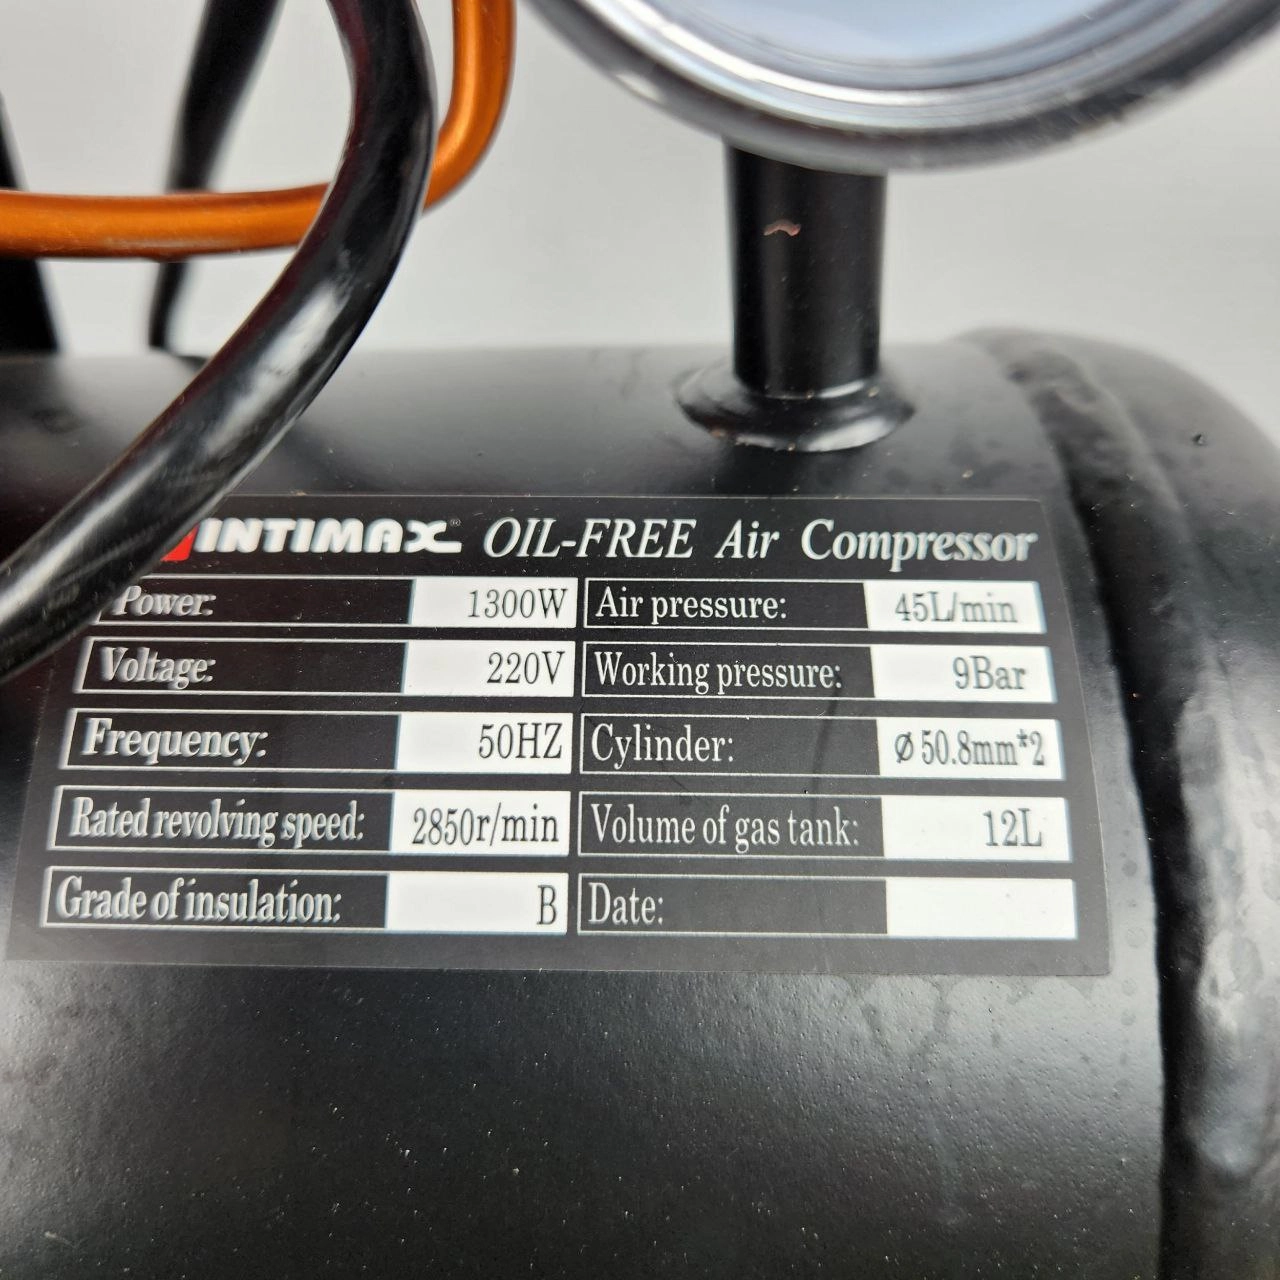 INTIMAX® OIL-FREE Air Compressor
Power: 1300W Air pressure: 45L/min
Voltage: 220V Working pressure: 9Bar
Frequency: 50HZ Cylinder: Ø50.8mm*2
Rated revolving speed: 2850r/min Volume of gas tank: 12L
Grade of insulation: B Date: